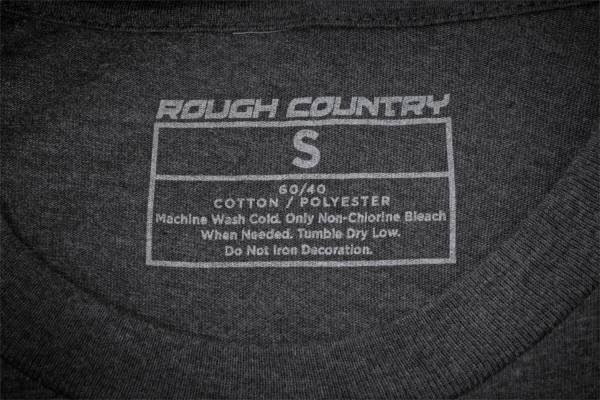 ROUGH COUNTRY
S
60/40
COTTON / POLYESTER
Machine Wash Cold. Only Non-Chlorine Bleach
When Needed. Tumble Dry Low.
Do Not Iron Decoration.